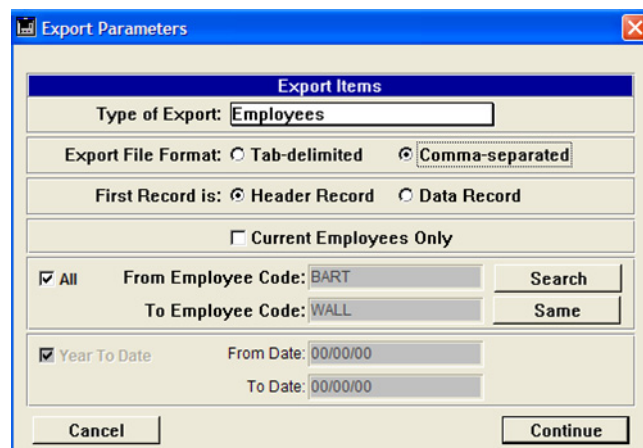 Export Parameters
Export Items
Type of Export: Employees
Export File Format: Tab-delimited Comma-separated
First Record is: Header Record Data Record
Current Employees Only
All From Employee Code: BART Search
To Employee Code: WALL Same
Year To Date From Date: 00/00/00
To Date: 00/00/00
Cancel Continue